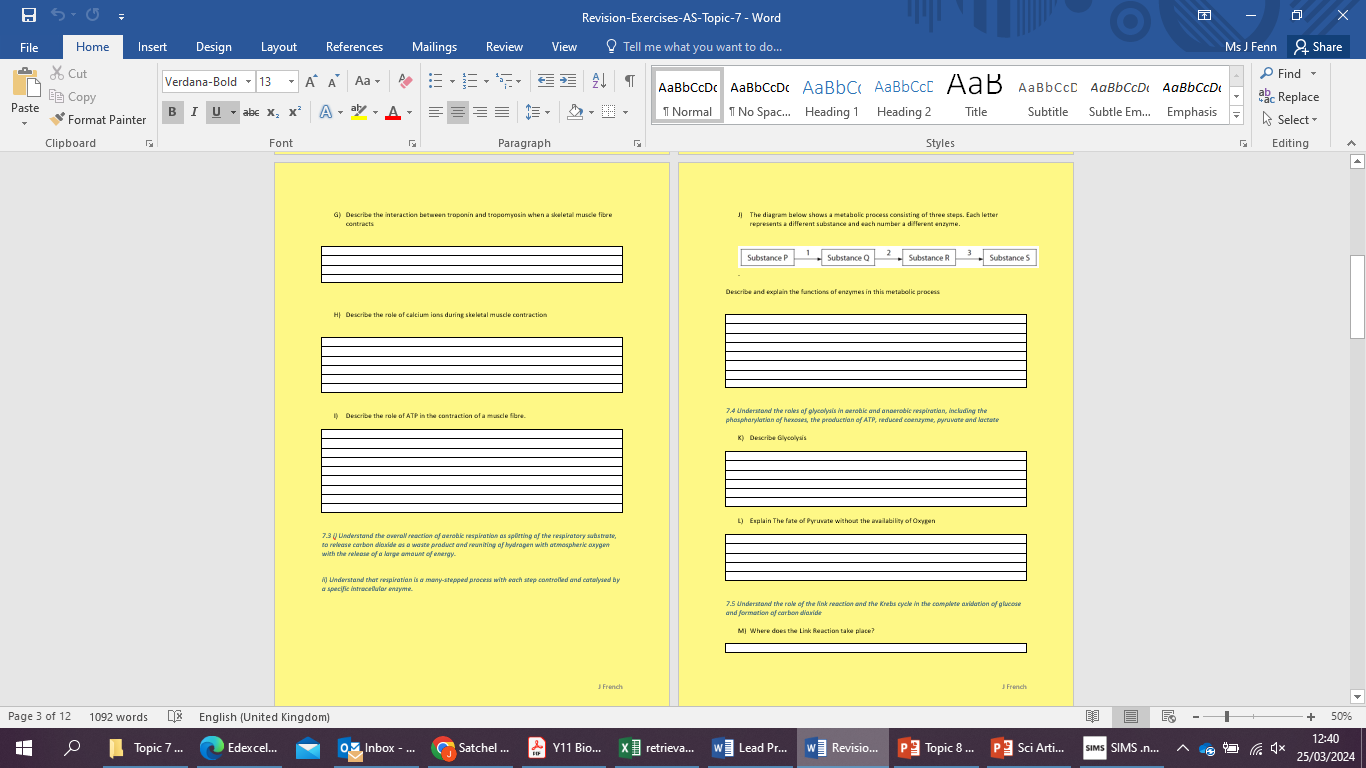 Revision-Exercises-AS-Topic-7 - Word
File Home Insert Design Layout References Mailings Review View Tell me what you want to do... Ms J Fenn Share
Paste
Cut
Copy
Format Painter
Clipboard
Verdana-Bold 13
Font
Paragraph
AaBbCcDc AaBbCcDc AaBbCc AaBbCcD AaB AaBbCcD AaBbCcDc AaBbCcDc
¶ Normal ¶ No Spac... Heading 1 Heading 2 Title Subtitle Subtle Em... Emphasis
Styles
Find
Replace
Select
Editing
G) Describe the interaction between troponin and tropomyosin when a skeletal muscle fibre
contracts
H) Describe the role of calcium ions during skeletal muscle contraction
I) Describe the role of ATP in the contraction of a muscle fibre.
7.3 i) Understand the overall reaction of aerobic respiration as splitting of the respiratory substrate,
to release carbon dioxide as a waste product and reuniting of hydrogen with atmospheric oxygen
with the release of a large amount of energy.
ii) Understand that respiration is a many-stepped process with each step controlled and catalysed by
a specific intracellular enzyme.
J French
J) The diagram below shows a metabolic process consisting of three steps. Each letter
represents a different substance and each number a different enzyme.
Substance P 1 Substance Q 2 Substance R 3 Substance S
Describe and explain the functions of enzymes in this metabolic process
7.4 Understand the roles of glycolysis in aerobic and anaerobic respiration, including the
phosphorylation of hexoses, the production of ATP, reduced coenzyme, pyruvate and lactate
K) Describe Glycolysis
L) Explain The fate of Pyruvate without the availability of Oxygen
7.5 Understand the role of the link reaction and the Krebs cycle in the complete oxidation of glucose
and formation of carbon dioxide
M) Where does the Link Reaction take place?
J French
Page 3 of 12 1092 words English (United Kingdom) 50%
Topic 7 ... Edexcel... Inbox - ... Satchel ... Y11 Bio... retrieva... Lead Pr... Revisio... Topic 8 ... Sci Arti... SIMS .n...
12:40
25/03/2024